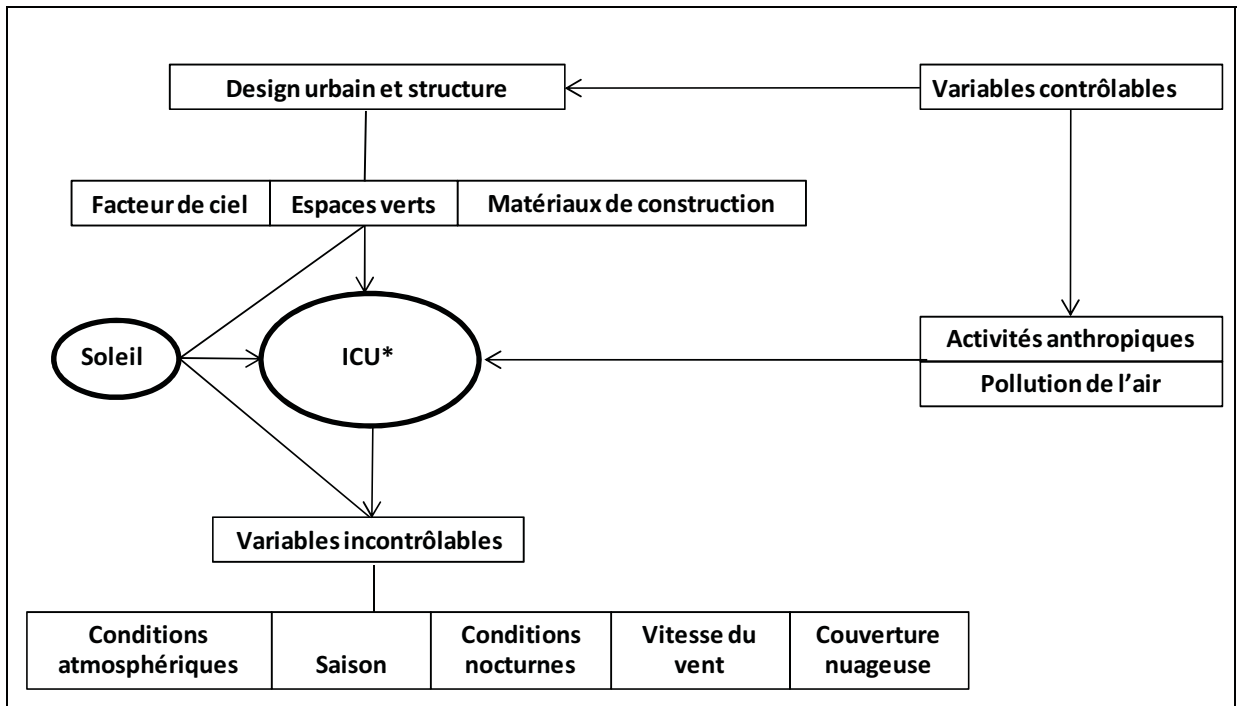 Design urbain et structure
Variables contrôlables
Facteur de ciel
Espaces verts
Matériaux de construction
Soleil
ICU*
Activités anthropiques
Pollution de l’air
Variables incontrôlables
Conditions
atmosphériques
Saison
Conditions
nocturnes
Vitesse du
vent
Couverture
nuageuse